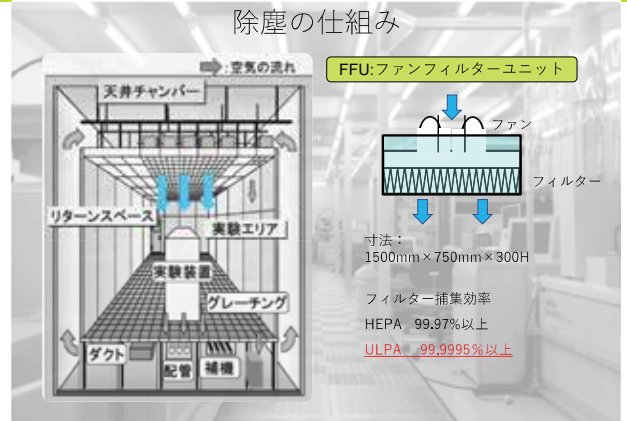 除塵の仕組み
:空気の流れ
天井チャンバー
リターンスペース
実験エリア
実験装置
グレーチング
ダクト
配管
補機
FFU:ファンフィルターユニット
ファン
フィルター
寸法：
1500mm×750mm×300H
フィルター捕集効率
HEPA 99.97%以上
ULPA 99.9995%以上